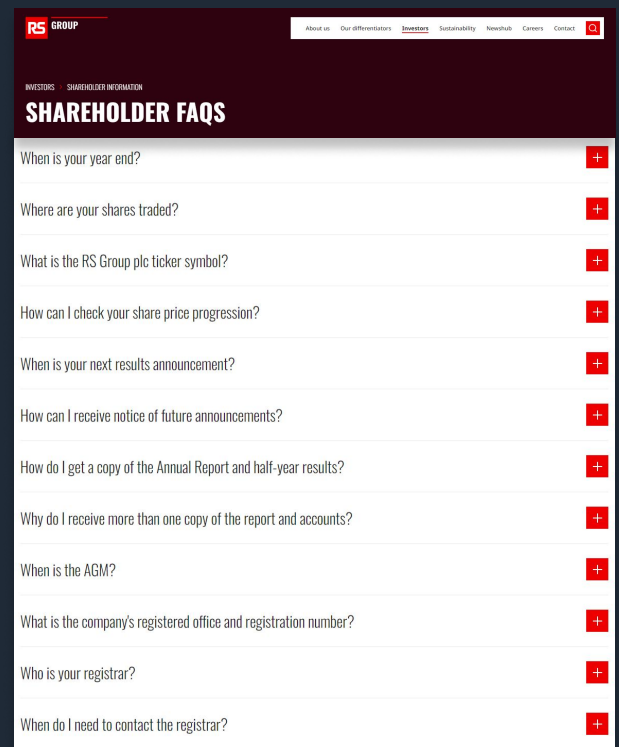 RS GROUP
About us Our differentiators Investors Sustainability Newshub Careers Contact
INVESTORS SHAREHOLDER INFORMATION
SHAREHOLDER FAQS
When is your year end?
Where are your shares traded?
What is the RS Group plc ticker symbol?
How can I check your share price progression?
When is your next results announcement?
How can I receive notice of future announcements?
How do I get a copy of the Annual Report and half-year results?
Why do I receive more than one copy of the report and accounts?
When is the AGM?
What is the company's registered office and registration number?
Who is your registrar?
When do I need to contact the registrar?